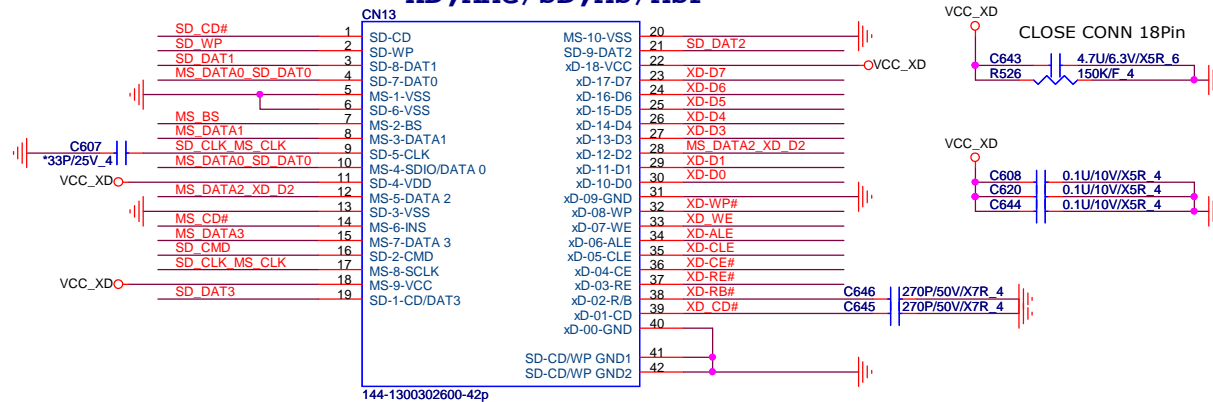 CN13
SD_CD# 1 SD-CD
SD_WP 2 SD-WP
SD_DAT1 3 SD-8-DAT1
MS_DATA0_SD_DAT0 4 SD-7-DAT0
5 MS-1-VSS
6 SD-6-VSS
MS_BS 7 MS-2-BS
MS_DATA1 8 MS-3-DATA1
C607 SD_CLK_MS_CLK 9 SD-5-CLK
*33P/25V_4 MS_DATA0_SD_DAT0 10 MS-4-SDIO/DATA 0
VCC_XD 11 SD-4-VDD
MS_DATA2_XD_D2 12 MS-5-DATA 2
13 SD-3-VSS
MS_CD# 14 MS-6-INS
MS_DATA3 15 MS-7-DATA 3
SD_CMD 16 SD-2-CMD
SD_CLK_MS_CLK 17 MS-8-SCLK
VCC_XD 18 MS-9-VCC
SD_DAT3 19 SD-1-CD/DAT3
MS-10-VSS 20
SD-9-DAT2 21 SD_DAT2
xD-18-VCC 22 VCC_XD
xD-17-D7 23 XD-D7
xD-16-D6 24 XD-D6
xD-15-D5 25 XD-D5
xD-14-D4 26 XD-D4
xD-13-D3 27 XD-D3
xD-12-D2 28 MS_DATA2_XD_D2
xD-11-D1 29 XD-D1
xD-10-D0 30 XD-D0
xD-09-GND 31
xD-08-WP 32 XD-WP#
xD-07-WE 33 XD_WE
xD-06-ALE 34 XD-ALE
xD-05-CLE 35 XD-CLE
xD-04-CE 36 XD-CE#
xD-03-RE 37 XD-RE#
xD-02-R/B 38 XD-RB# C646 270P/50V/X7R_4
xD-01-CD 39 XD_CD# C645 270P/50V/X7R_4
xD-00-GND 40
SD-CD/WP GND1 41
SD-CD/WP GND2 42
144-1300302600-42p
VCC_XD
CLOSE CONN 18Pin
C643 4.7U/6.3V/X5R_6
R526 150K/F_4
VCC_XD
C608 0.1U/10V/X5R_4
C620 0.1U/10V/X5R_4
C644 0.1U/10V/X5R_4